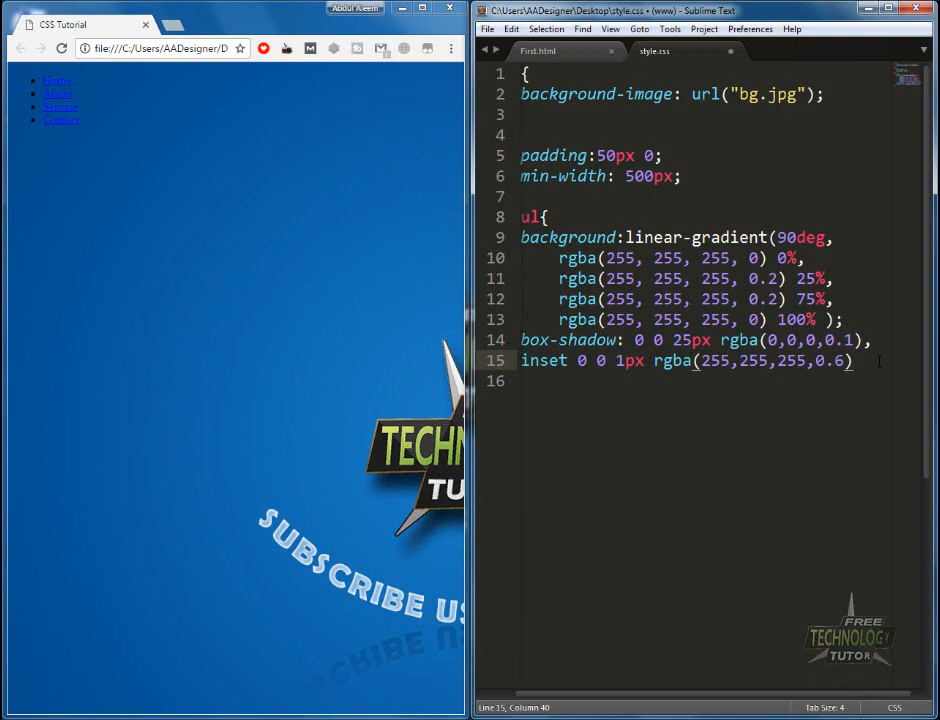 Abdul Aleem
CSS Tutorial
file:///C:/Users/AADesigner/D
Home
About
Service
Contact
TECHN
TU
SUBSCRIBE U
C:\Users\AADesigner\Desktop\style.css • (www) - Sublime Text
File Edit Selection Find View Goto Tools Project Preferences Help
First.html
style.css
1 {
2 background-image: url("bg.jpg");
3
4
5 padding:50px 0;
6 min-width: 500px;
7
8 ul{
9 background:linear-gradient(90deg,
10 rgba(255, 255, 255, 0) 0%,
11 rgba(255, 255, 255, 0.2) 25%,
12 rgba(255, 255, 255, 0.2) 75%,
13 rgba(255, 255, 255, 0) 100% );
14 box-shadow: 0 0 25px rgba(0,0,0,0.1),
15 inset 0 0 1px rgba(255,255,255,0.6)
16
FREE
TECHNOLOGY
TUTOR
Line 15, Column 40
Tab Size: 4
CSS